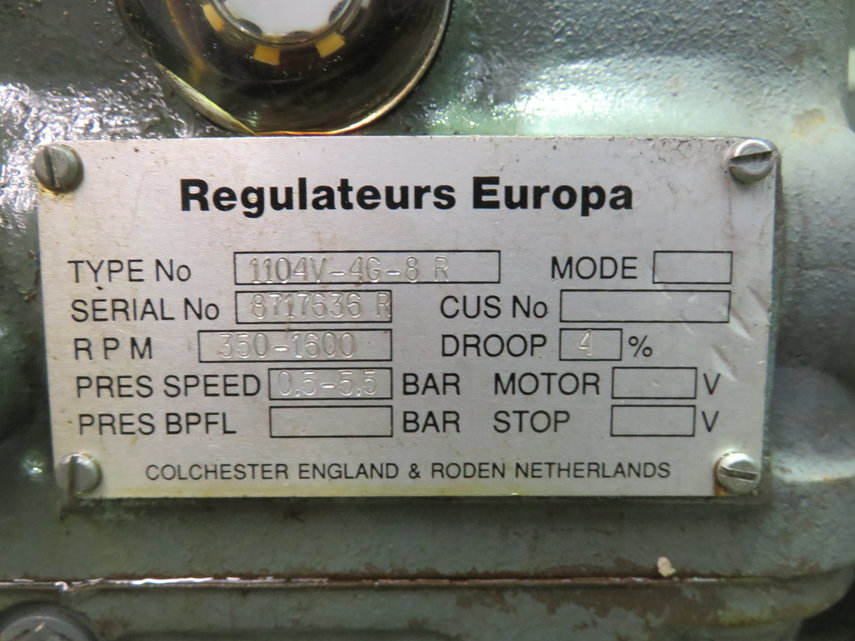 Regulateurs Europa
TYPE No 1104V-4G-8 R MODE
SERIAL No 8717636 R CUS No
R P M 350-1600 DROOP 4 %
PRES SPEED 0,5-5,5 BAR MOTOR V
PRES BPFL BAR STOP V
COLCHESTER ENGLAND & RODEN NETHERLANDS